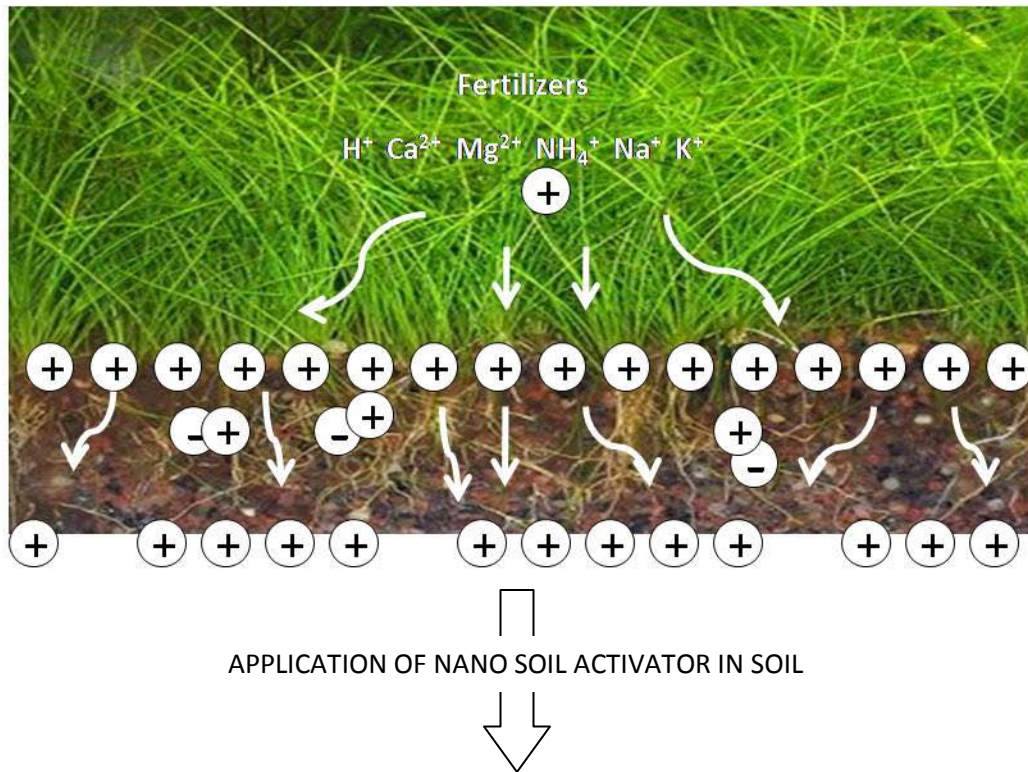 Fertilizers
H⁺ Ca²⁺ Mg²⁺ NH₄⁺ Na⁺ K⁺
+
+ + + + + + + + + + + + + + + +
- + - + +
-
+ + + + + + + + + + + + + 
APPLICATION OF NANO SOIL ACTIVATOR IN SOIL